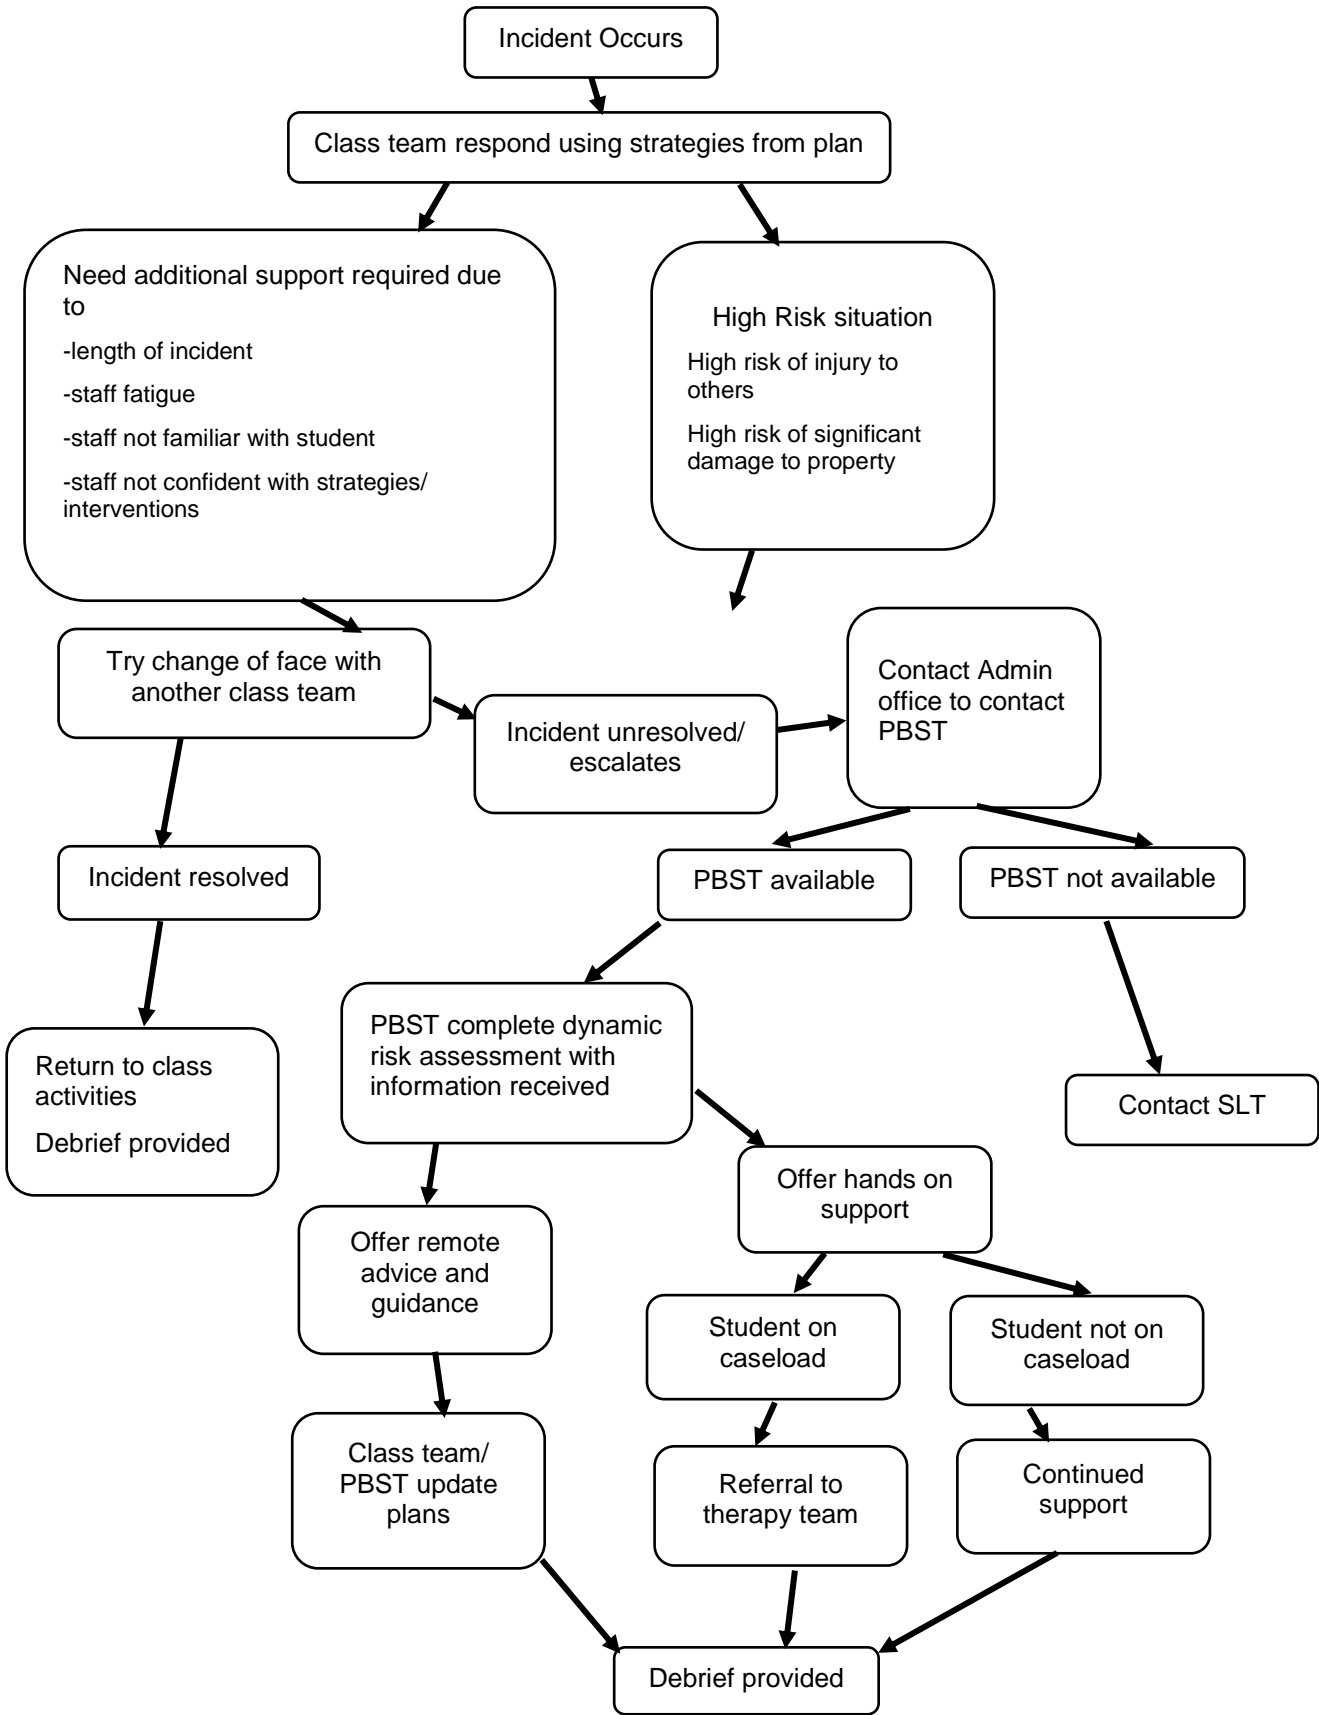 Incident Occurs
Class team respond using strategies from plan
Need additional support required due
to
-length of incident
-staff fatigue
-staff not familiar with student
-staff not confident with strategies/
interventions
High Risk situation
High risk of injury to
others
High risk of significant
damage to property
Try change of face with
another class team
Incident unresolved/
escalates
Contact Admin
office to contact
PBST
Incident resolved
PBST available
PBST not available
Return to class
activities
Debrief provided
PBST complete dynamic
risk assessment with
information received
Contact SLT
Offer remote
advice and
guidance
Offer hands on
support
Student on
caseload
Student not on
caseload
Class team/
PBST update
plans
Referral to
therapy team
Continued
support
Debrief provided